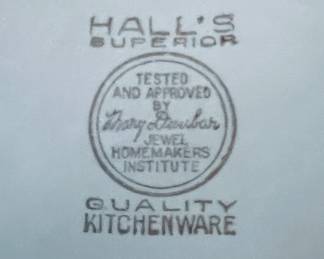 HALL'S
SUPERIOR
TESTED
AND APPROVED
BY
Mary Dunbar
JEWEL
HOMEMAKERS
INSTITUTE
QUALITY
KITCHENWARE